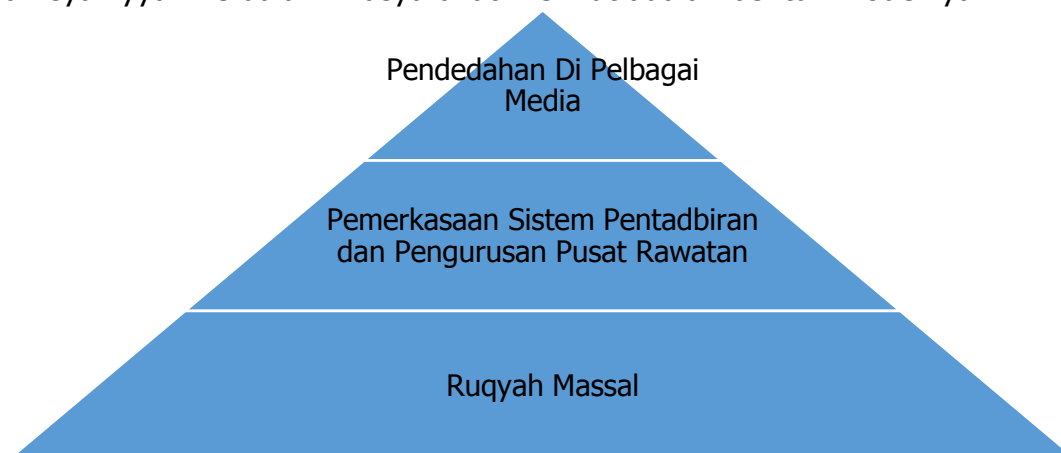 Pendedahan Di Pelbagai
Media
Pemerkasaan Sistem Pentadbiran
dan Pengurusan Pusat Rawatan
Ruqyah Massal